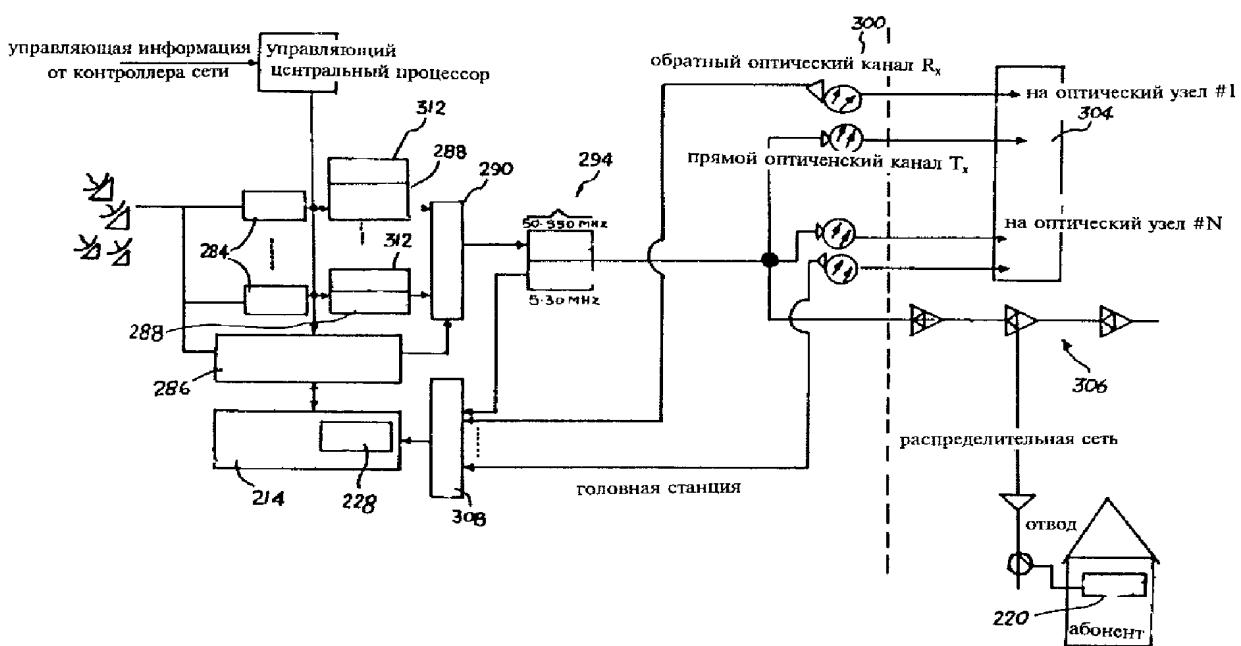 300
управляющая информация
от контроллера сети
управляющий
центральный процессор
обратный оптический канал Rx
на оптический узел #1
304
312
288
290
294
прямой оптиченский канал Tx
50-550 MHz
на оптический узел #N
284
312
5-30 MHz
288
286
306
распределительная сеть
214
228
308
головная станция
отвод
220
абонент